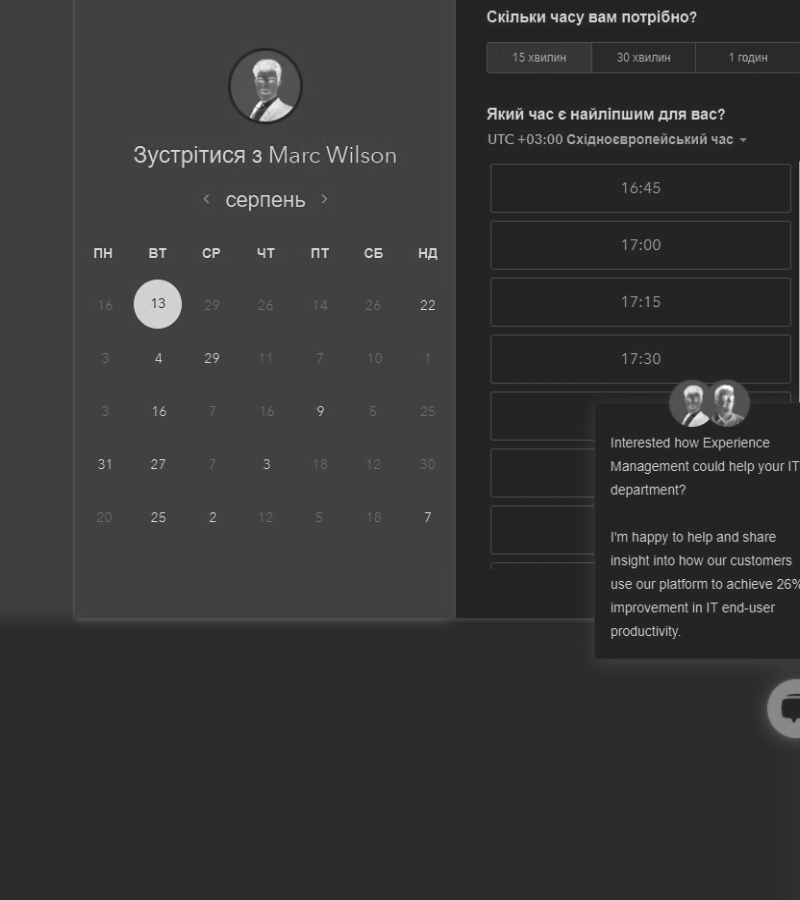 Зустрітися з Marc Wilson
серпень
ПН ВТ СР ЧТ ПТ СБ НД
16 13 29 26 14 26 22
3 4 29 11 7 10 1
3 16 7 16 9 5 25
31 27 7 3 18 12 30
20 25 2 12 5 18 7
Скільки часу вам потрібно?
15 хвилин 30 хвилин 1 годин
Який час є найліпшим для вас?
UTC +03:00 Східноєвропейський час
16:45
17:00
17:15
17:30
Interested how Experience
Management could help your IT
department?
I'm happy to help and share
insight into how our customers
use our platform to achieve 26%
improvement in IT end-user
productivity.